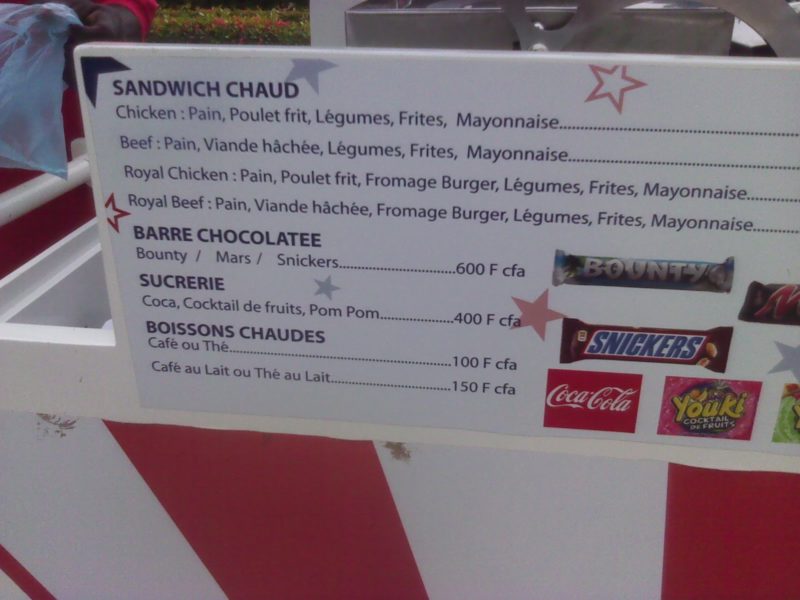 SANDWICH CHAUD
Chicken : Pain, Poulet frit, Légumes, Frites, Mayonnaise..........................................
Beef : Pain, Viande hâchée, Légumes, Frites, Mayonnaise........................................
Royal Chicken : Pain, Poulet frit, Fromage Burger, Légumes, Frites, Mayonnaise.........
Royal Beef : Pain, Viande hâchée, Fromage Burger, Légumes, Frites, Mayonnaise........
BARRE CHOCOLATEE
Bounty / Mars / Snickers.....................600 F cfa
SUCRERIE
Coca, Cocktail de fruits, Pom Pom.............400 F cfa
BOISSONS CHAUDES
Café ou Thé.........................................100 F cfa
Café au Lait ou Thé au Lait......................150 F cfa
BOUNTY
SNICKERS
Coca-Cola
Youki
COCKTAIL
DE FRUITS